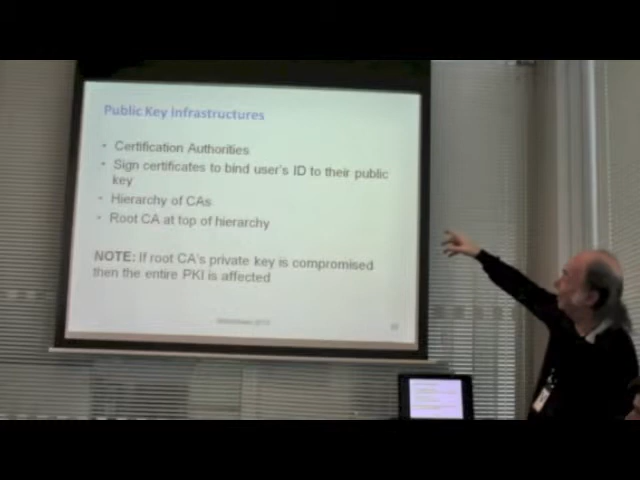 Public Key Infrastructures
• Certification Authorities
• Sign certificates to bind user's ID to their public
key
• Hierarchy of CAs
• Root CA at top of hierarchy
NOTE: If root CA's private key is compromised
then the entire PKI is affected